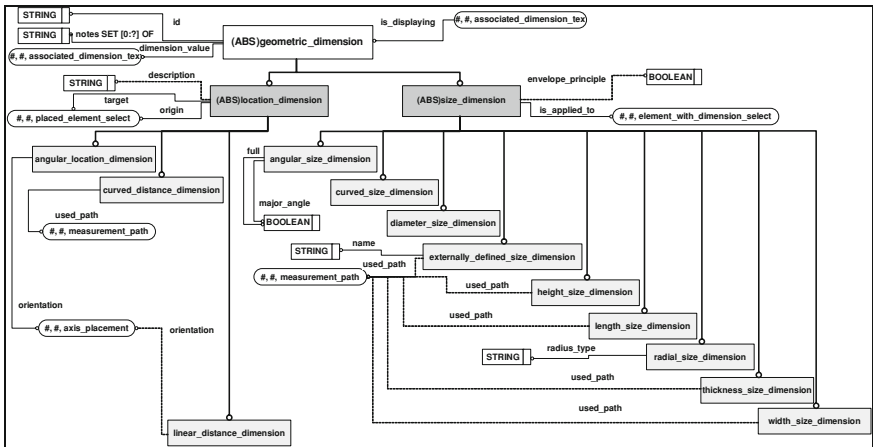 STRING
id
is_displaying
#, #, associated_dimension_tex
STRING
notes SET [0:?] OF
(ABS)geometric_dimension
dimension_value
#, #, associated_dimension_tex
description
envelope_principle
STRING
BOOLEAN
target
(ABS)location_dimension
(ABS)size_dimension
origin
is_applied_to
#, #, placed_element_select
#, #, element_with_dimension_select
angular_location_dimension
full
angular_size_dimension
curved_distance_dimension
curved_size_dimension
major_angle
used_path
BOOLEAN
diameter_size_dimension
#, #, measurement_path
name
STRING
externally_defined_size_dimension
used_path
#, #, measurement_path
used_path
height_size_dimension
orientation
used_path
#, #, axis_placement
orientation
length_size_dimension
radius_type
STRING
radial_size_dimension
used_path
thickness_size_dimension
used_path
width_size_dimension
linear_distance_dimension